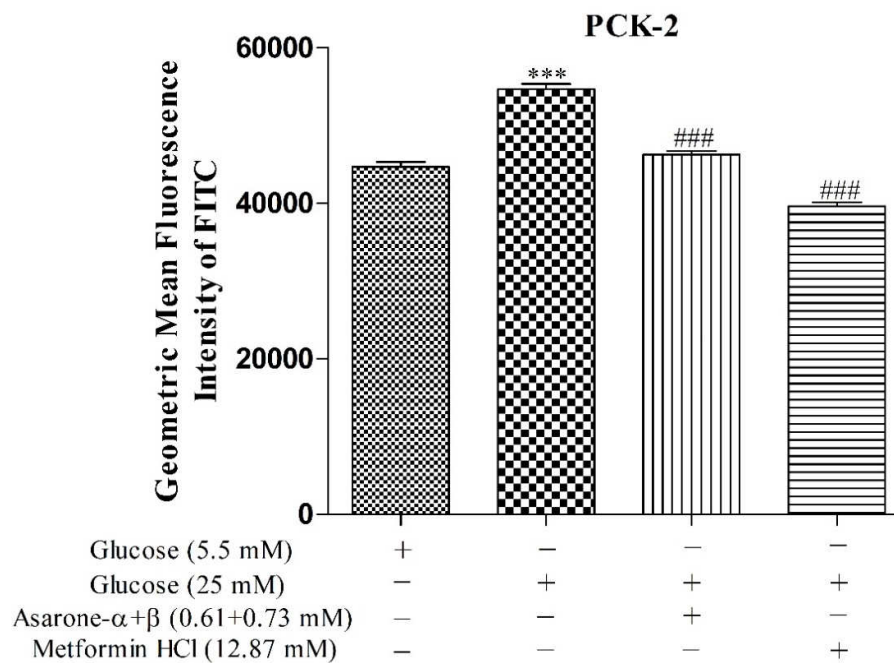 PCK-2
Geometric Mean Fluorescence
Intensity of FITC
60000
40000
20000
0
***
###
###
Glucose (5.5 mM) + − − −
Glucose (25 mM) − + + +
Asarone-α+β (0.61+0.73 mM) − − + −
Metformin HCl (12.87 mM) − − − +